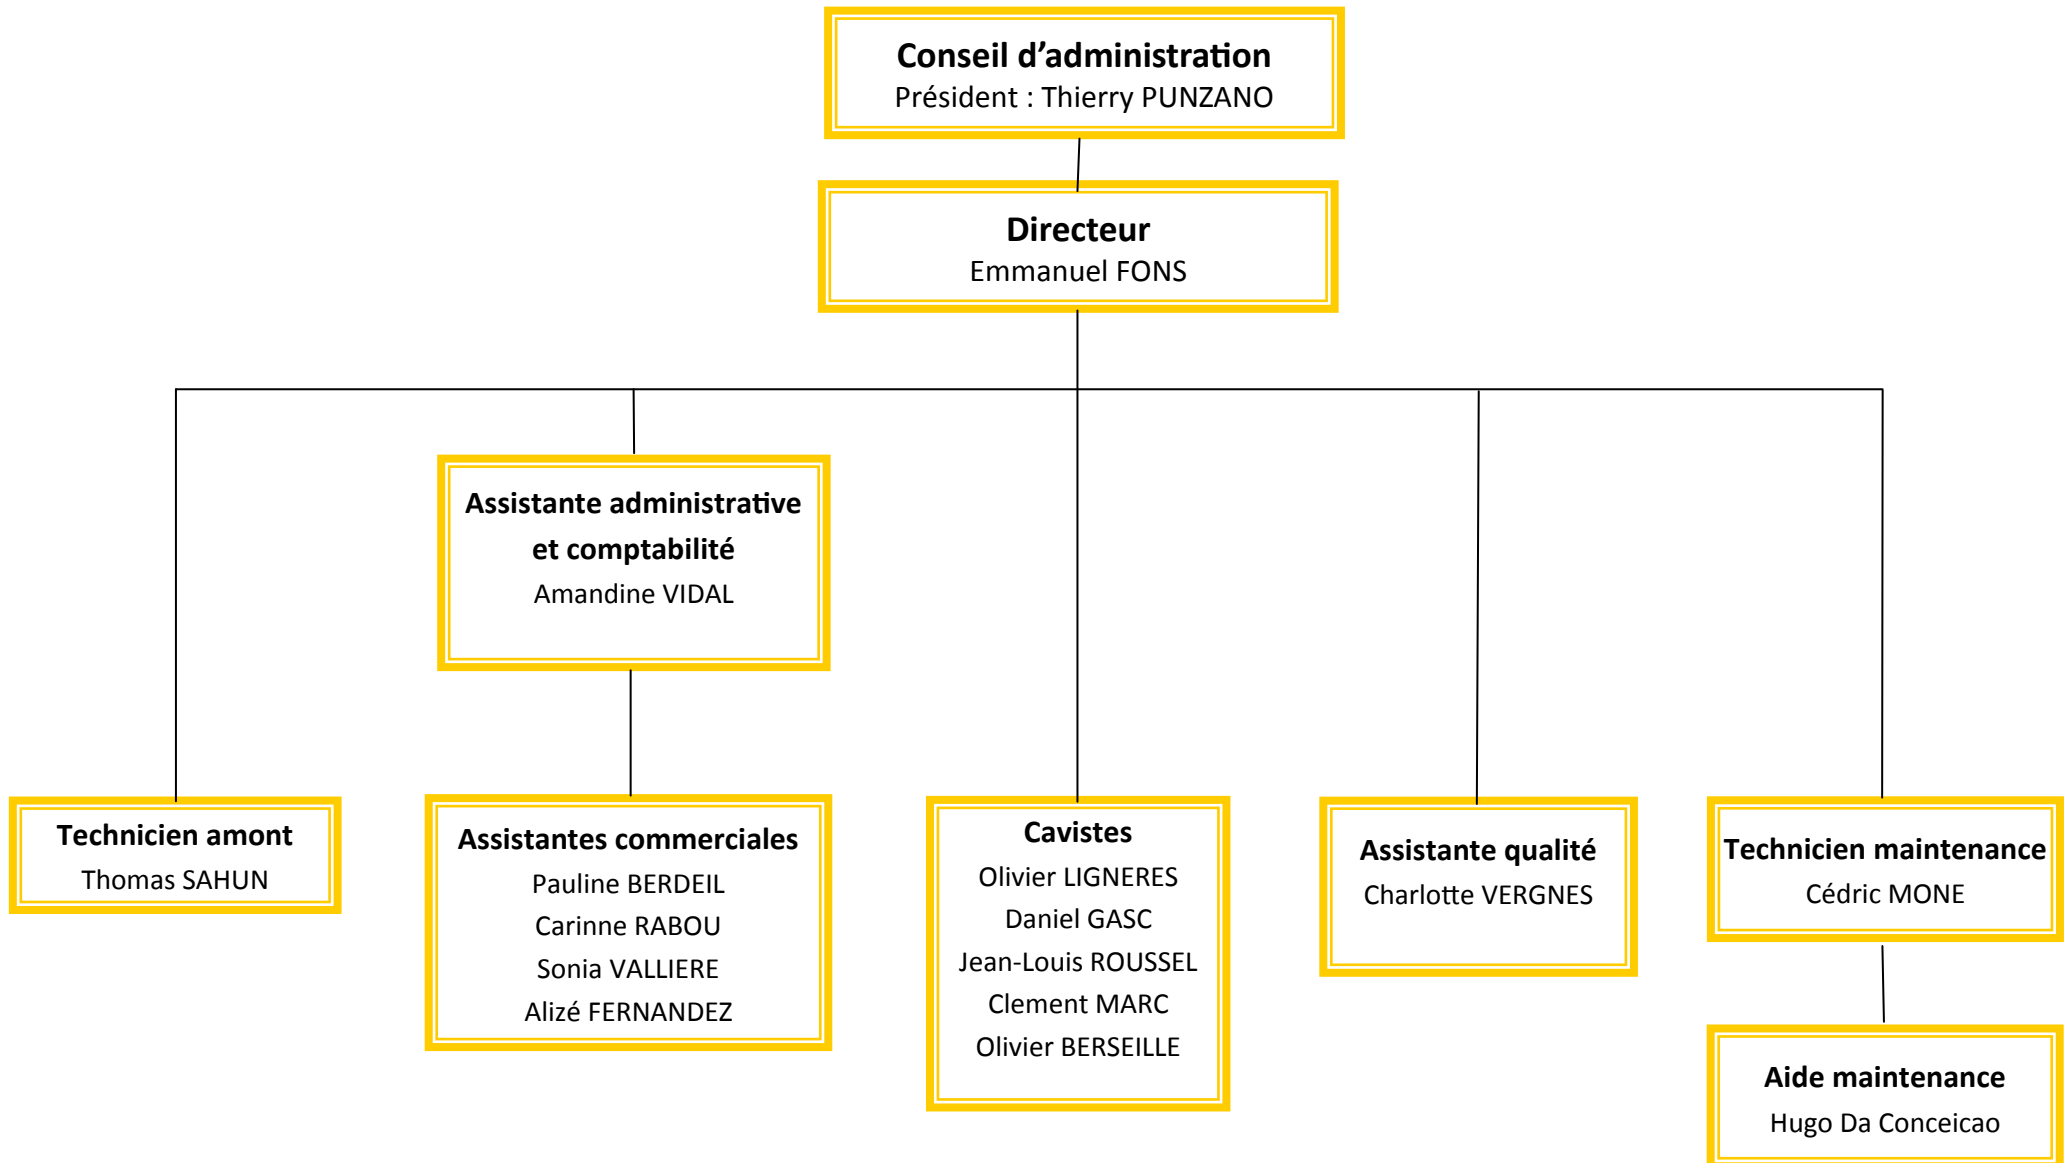 Conseil d’administration
Président : Thierry PUNZANO
Directeur
Emmanuel FONS
Assistante administrative
et comptabilité
Amandine VIDAL
Technicien amont
Thomas SAHUN
Assistantes commerciales
Pauline BERDEIL
Carinne RABOU
Sonia VALLIERE
Alizé FERNANDEZ
Cavistes
Olivier LIGNERES
Daniel GASC
Jean-Louis ROUSSEL
Clement MARC
Olivier BERSEILLE
Assistante qualité
Charlotte VERGNES
Technicien maintenance
Cédric MONE
Aide maintenance
Hugo Da Conceicao